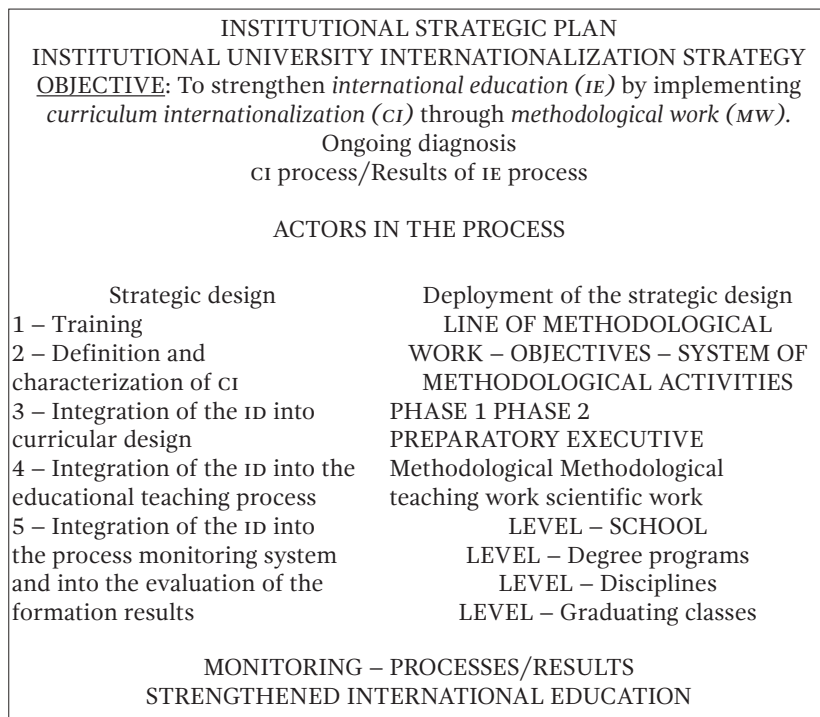 INSTITUTIONAL STRATEGIC PLAN
INSTITUTIONAL UNIVERSITY INTERNATIONALIZATION STRATEGY
OBJECTIVE: To strengthen international education (IE) by implementing
curriculum internationalization (CI) through methodological work (MW).
Ongoing diagnosis
CI process/Results of IE process
ACTORS IN THE PROCESS
Strategic design
1 – Training
2 – Definition and
characterization of CI
3 – Integration of the ID into
curricular design
4 – Integration of the ID into the
educational teaching process
5 – Integration of the ID into
the process monitoring system
and into the evaluation of the
formation results
Deployment of the strategic design
LINE OF METHODOLOGICAL
WORK – OBJECTIVES – SYSTEM OF
METHODOLOGICAL ACTIVITIES
PHASE 1 PHASE 2
PREPARATORY EXECUTIVE
Methodological Methodological
teaching work scientific work
LEVEL – SCHOOL
LEVEL – Degree programs
LEVEL – Disciplines
LEVEL – Graduating classes
MONITORING – PROCESSES/RESULTS
STRENGTHENED INTERNATIONAL EDUCATION